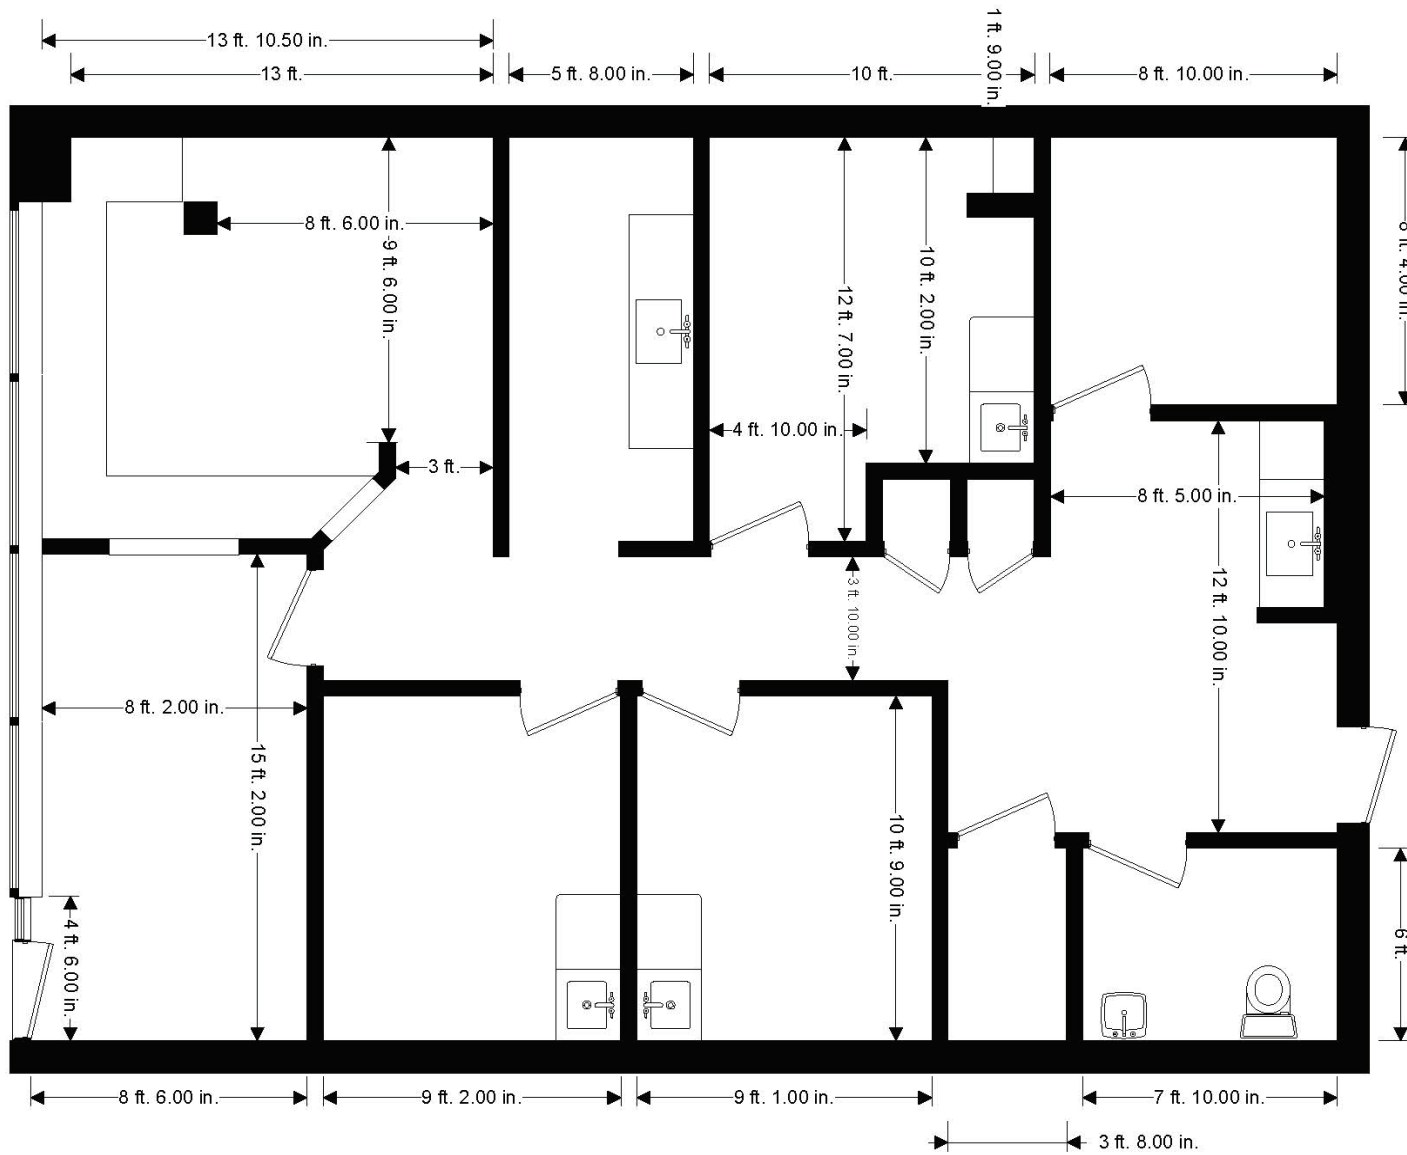 13 ft. 10.50 in.
13 ft.
5 ft. 8.00 in.
10 ft.
1 ft. 9.00 in.
8 ft. 10.00 in.
8 ft. 6.00 in.
9 ft. 6.00 in.
12 ft. 7.00 in.
10 ft. 2.00 in.
8 ft. 4.00 in.
4 ft. 10.00 in.
3 ft.
8 ft. 5.00 in.
3 ft. 10.00 in.
12 ft. 10.00 in.
8 ft. 2.00 in.
15 ft. 2.00 in.
10 ft. 9.00 in.
4 ft. 6.00 in.
6 ft.
8 ft. 6.00 in.
9 ft. 2.00 in.
9 ft. 1.00 in.
7 ft. 10.00 in.
3 ft. 8.00 in.